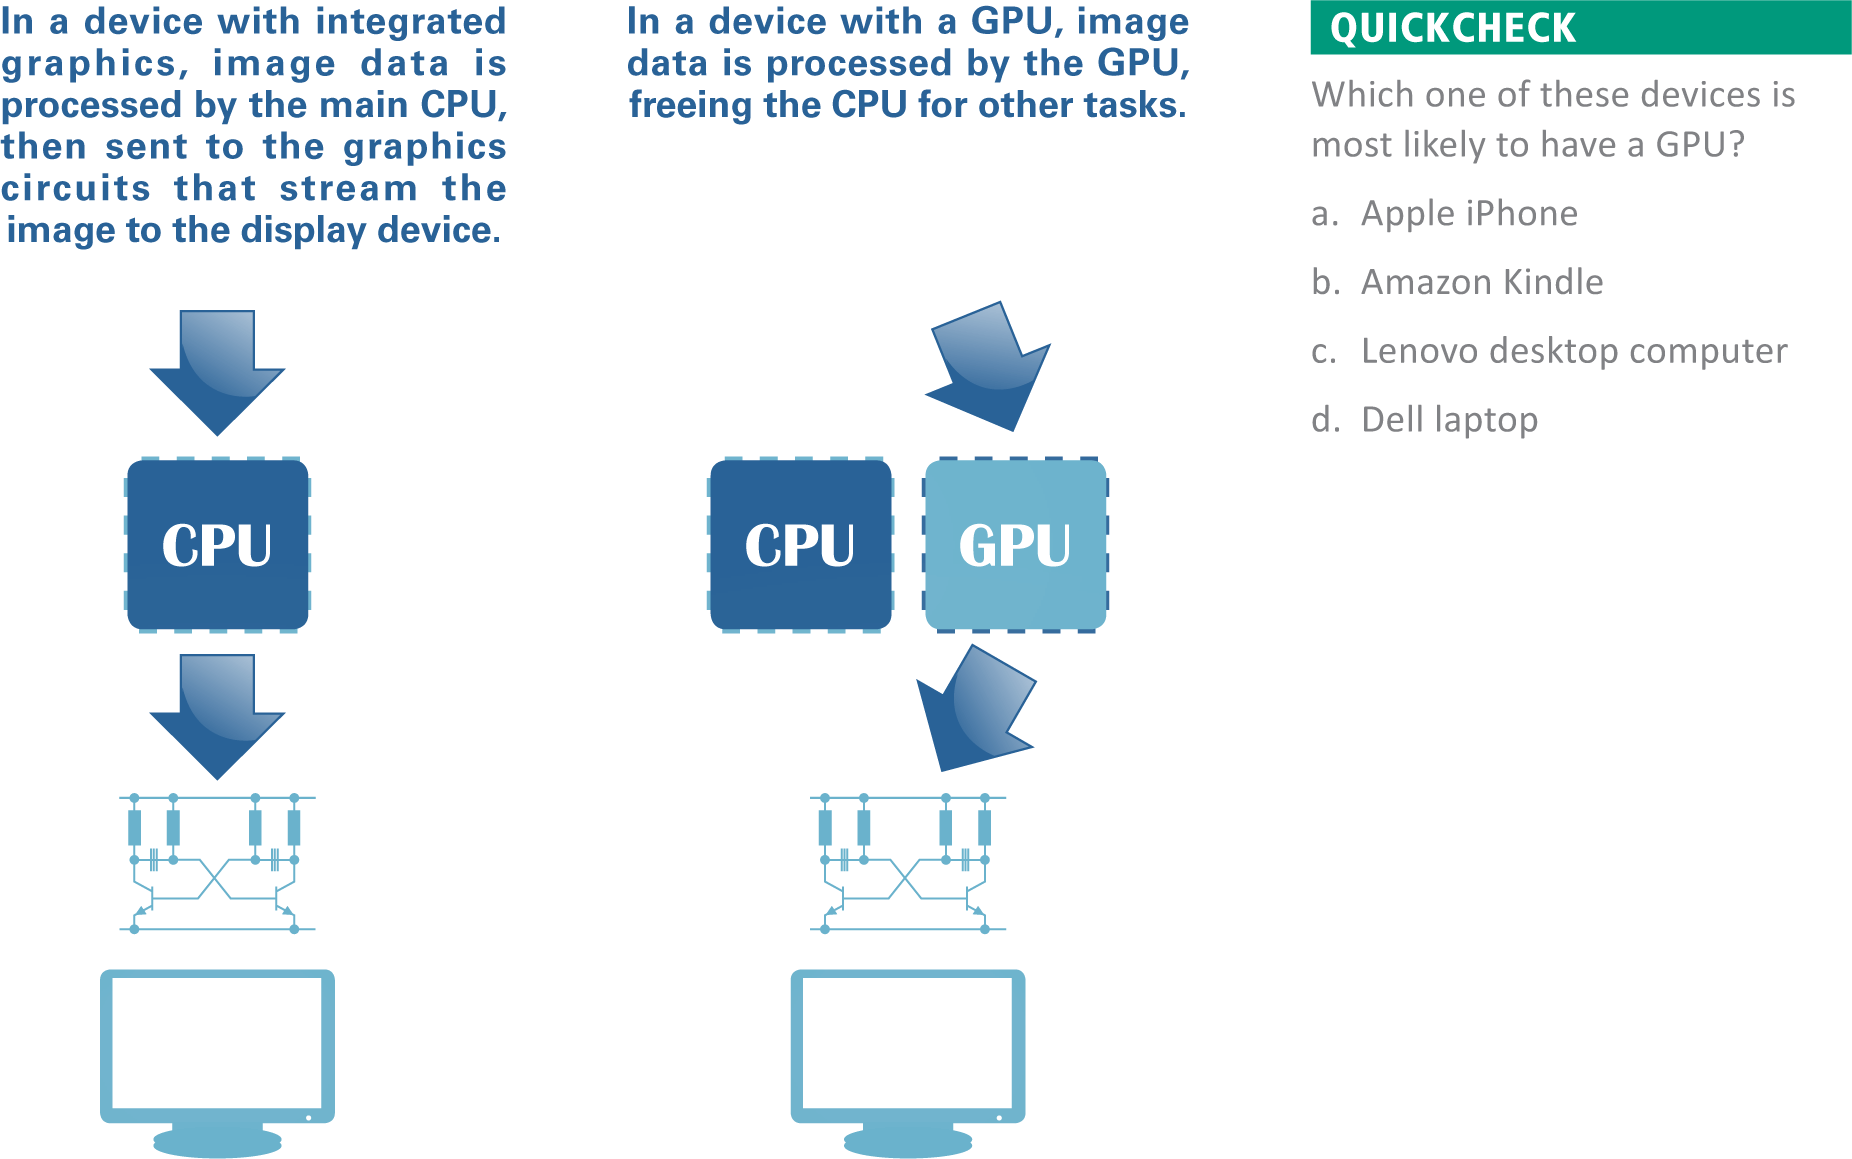 In a device with integrated
graphics, image data is
processed by the main CPU,
then sent to the graphics
circuits that stream the
image to the display device.
In a device with a GPU, image
data is processed by the GPU,
freeing the CPU for other tasks.
CPU
CPU
GPU
QUICKCHECK
Which one of these devices is
most likely to have a GPU?
a. Apple iPhone
b. Amazon Kindle
c. Lenovo desktop computer
d. Dell laptop